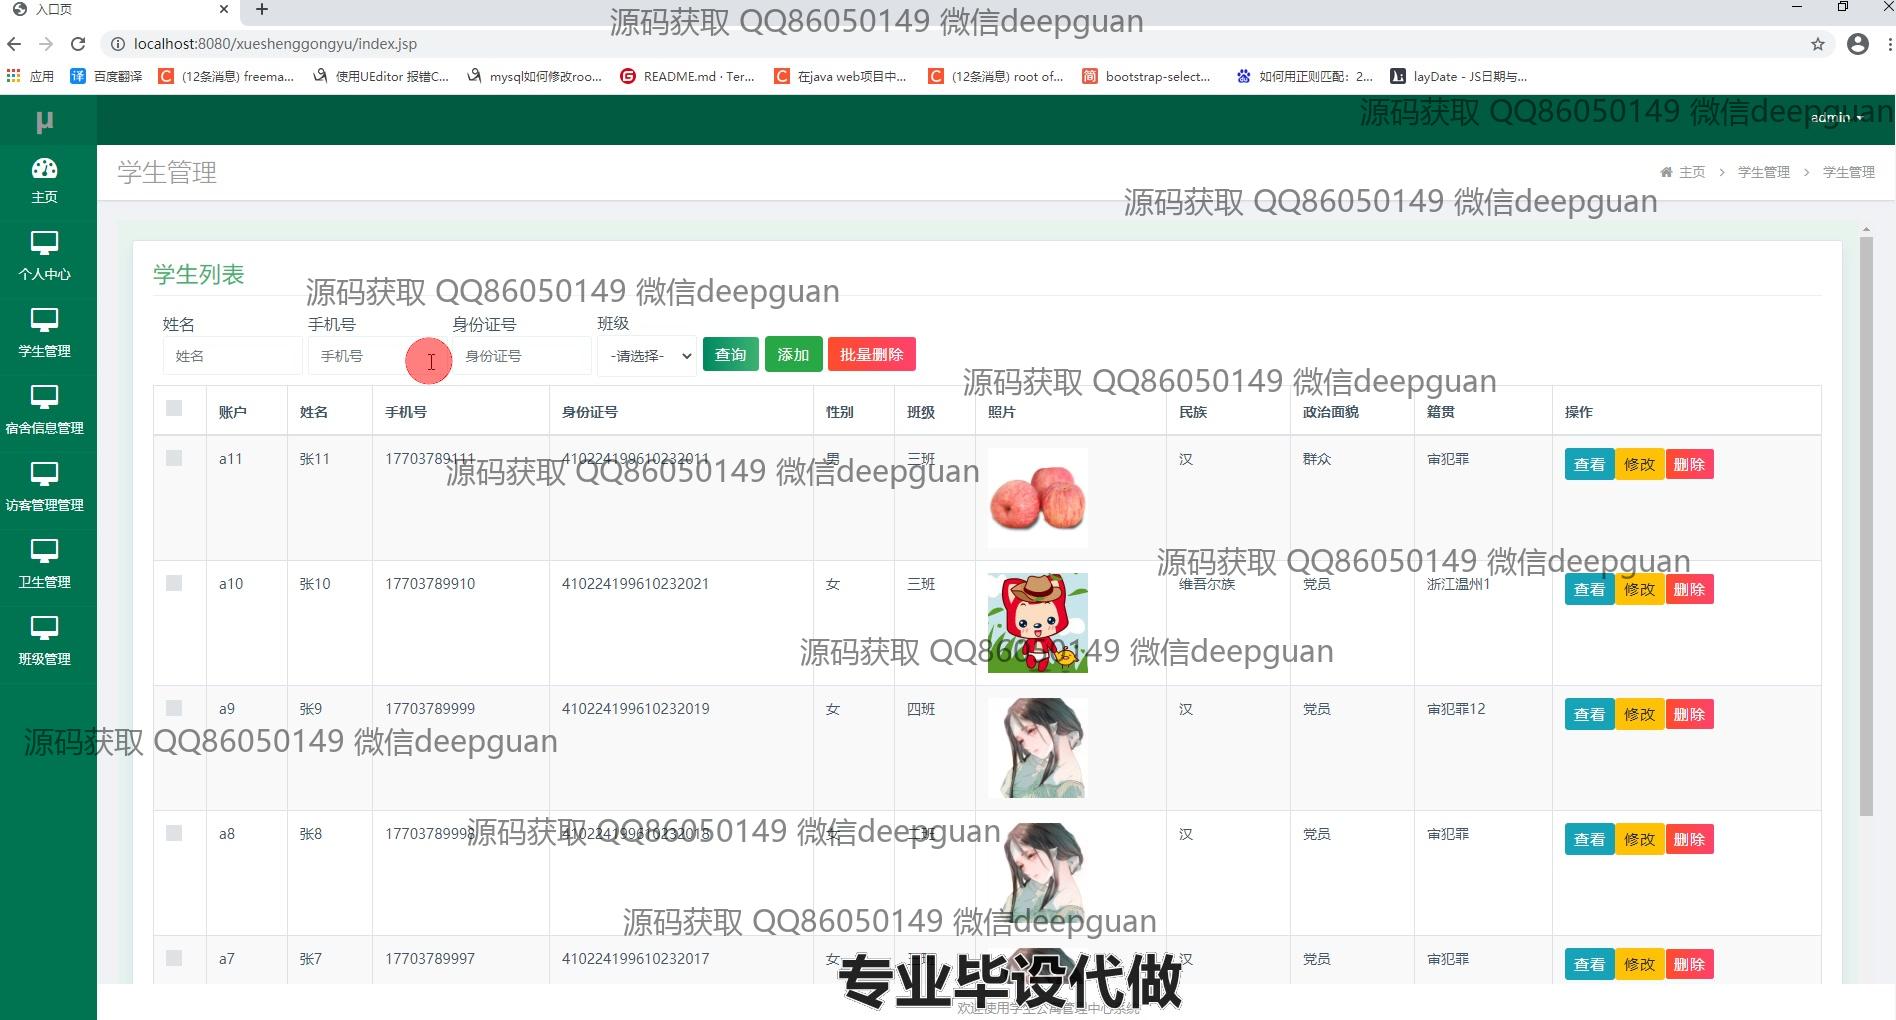 入口页
源码获取 QQ86050149 微信deepguan
localhost:8080/xueshenggongyu/index.jsp
应用 百度翻译 (12条消息) freema... 使用UEditor 报错C... mysql如何修改roo... README.md · Ter... 在java web项目中... (12条消息) root of... bootstrap-select... 如何用正则匹配：2... layDate - JS日期与...
μ
源码获取 QQ86050149 微信deepguan
admin
主页
学生管理
主页 > 学生管理 > 学生管理
源码获取 QQ86050149 微信deepguan
个人中心
学生管理
宿舍信息管理
访客管理管理
卫生管理
班级管理
学生列表
源码获取 QQ86050149 微信deepguan
姓名 手机号 身份证号 班级
姓名 手机号 身份证号 -请选择- 查询 添加 批量删除
源码获取 QQ86050149 微信deepguan
账户 姓名 手机号 身份证号 性别 班级 照片 民族 政治面貌 籍贯 操作
a11 张11 17703789111 410224199610232011 男 三班 汉 群众 审犯罪 查看 修改 删除
源码获取 QQ86050149 微信deepguan
源码获取 QQ86050149 微信deepguan
a10 张10 17703789910 410224199610232021 女 三班 维吾尔族 党员 浙江温州1 查看 修改 删除
源码获取 QQ86050149 微信deepguan
a9 张9 17703789999 410224199610232019 女 四班 汉 党员 审犯罪12 查看 修改 删除
源码获取 QQ86050149 微信deepguan
a8 张8 17703789998 410224199610232018 女 二班 汉 党员 审犯罪 查看 修改 删除
源码获取 QQ86050149 微信deepguan
源码获取 QQ86050149 微信deepguan
a7 张7 17703789997 410224199610232017 女 汉 党员 审犯罪 查看 修改 删除
专业毕设代做
欢迎使用学生公寓管理中心系统